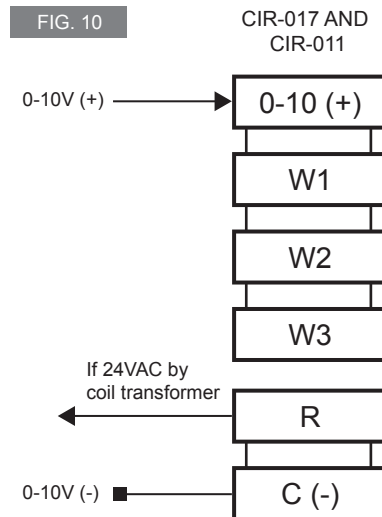 FIG. 10
CIR-017 AND
CIR-011
0-10V (+)
0-10 (+)
W1
W2
W3
If 24VAC by
coil transformer
R
0-10V (-)
C (-)